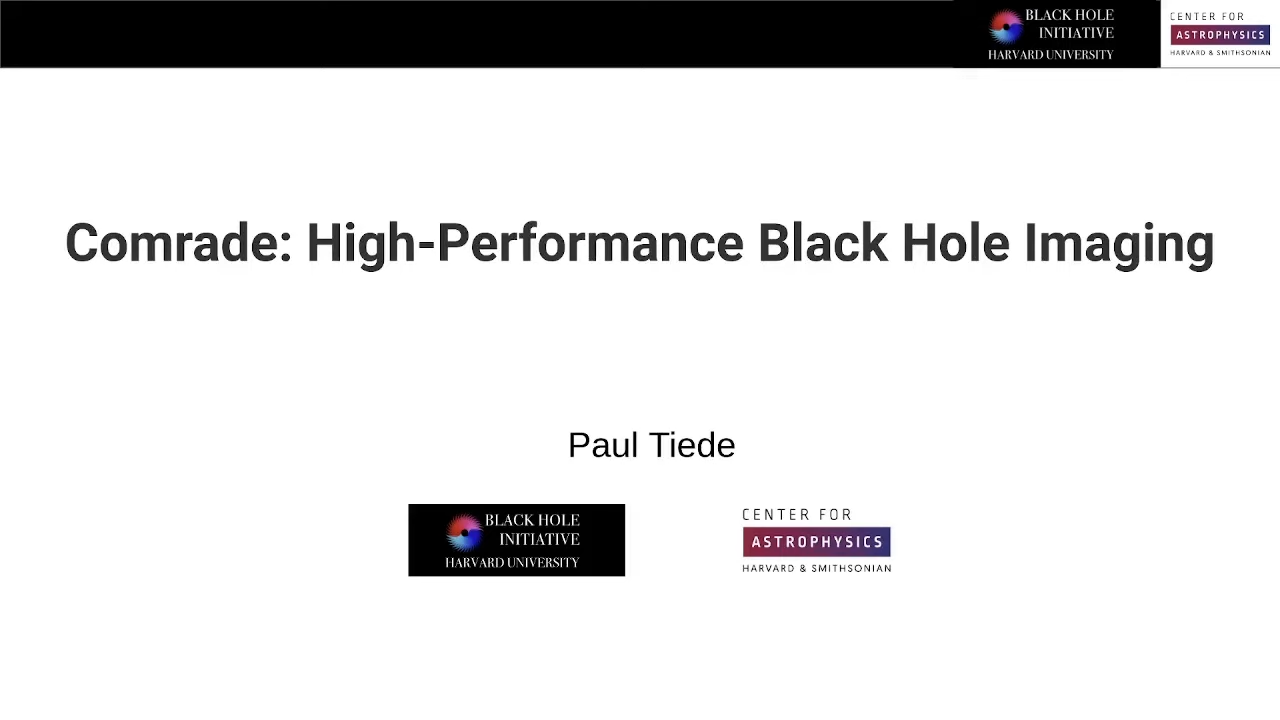 BLACK HOLE
INITIATIVE
HARVARD UNIVERSITY
CENTER FOR
ASTROPHYSICS
HARVARD & SMITHSONIAN
Comrade: High-Performance Black Hole Imaging
Paul Tiede
BLACK HOLE
INITIATIVE
HARVARD UNIVERSITY
CENTER FOR
ASTROPHYSICS
HARVARD & SMITHSONIAN